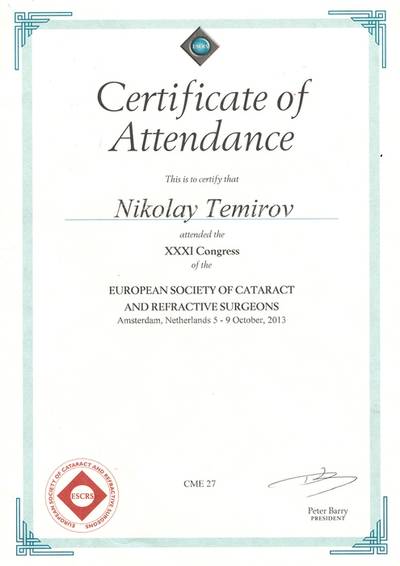 ESCRS
Certificate of
Attendance
This is to certify that
Nikolay Temirov
attended the
XXXI Congress
of the
EUROPEAN SOCIETY OF CATARACT
AND REFRACTIVE SURGEONS
Amsterdam, Netherlands 5 - 9 October, 2013
EUROPEAN SOCIETY OF CATARACT AND REFRACTIVE SURGEONS
ESCRS
CME 27
Peter Barry
PRESIDENT